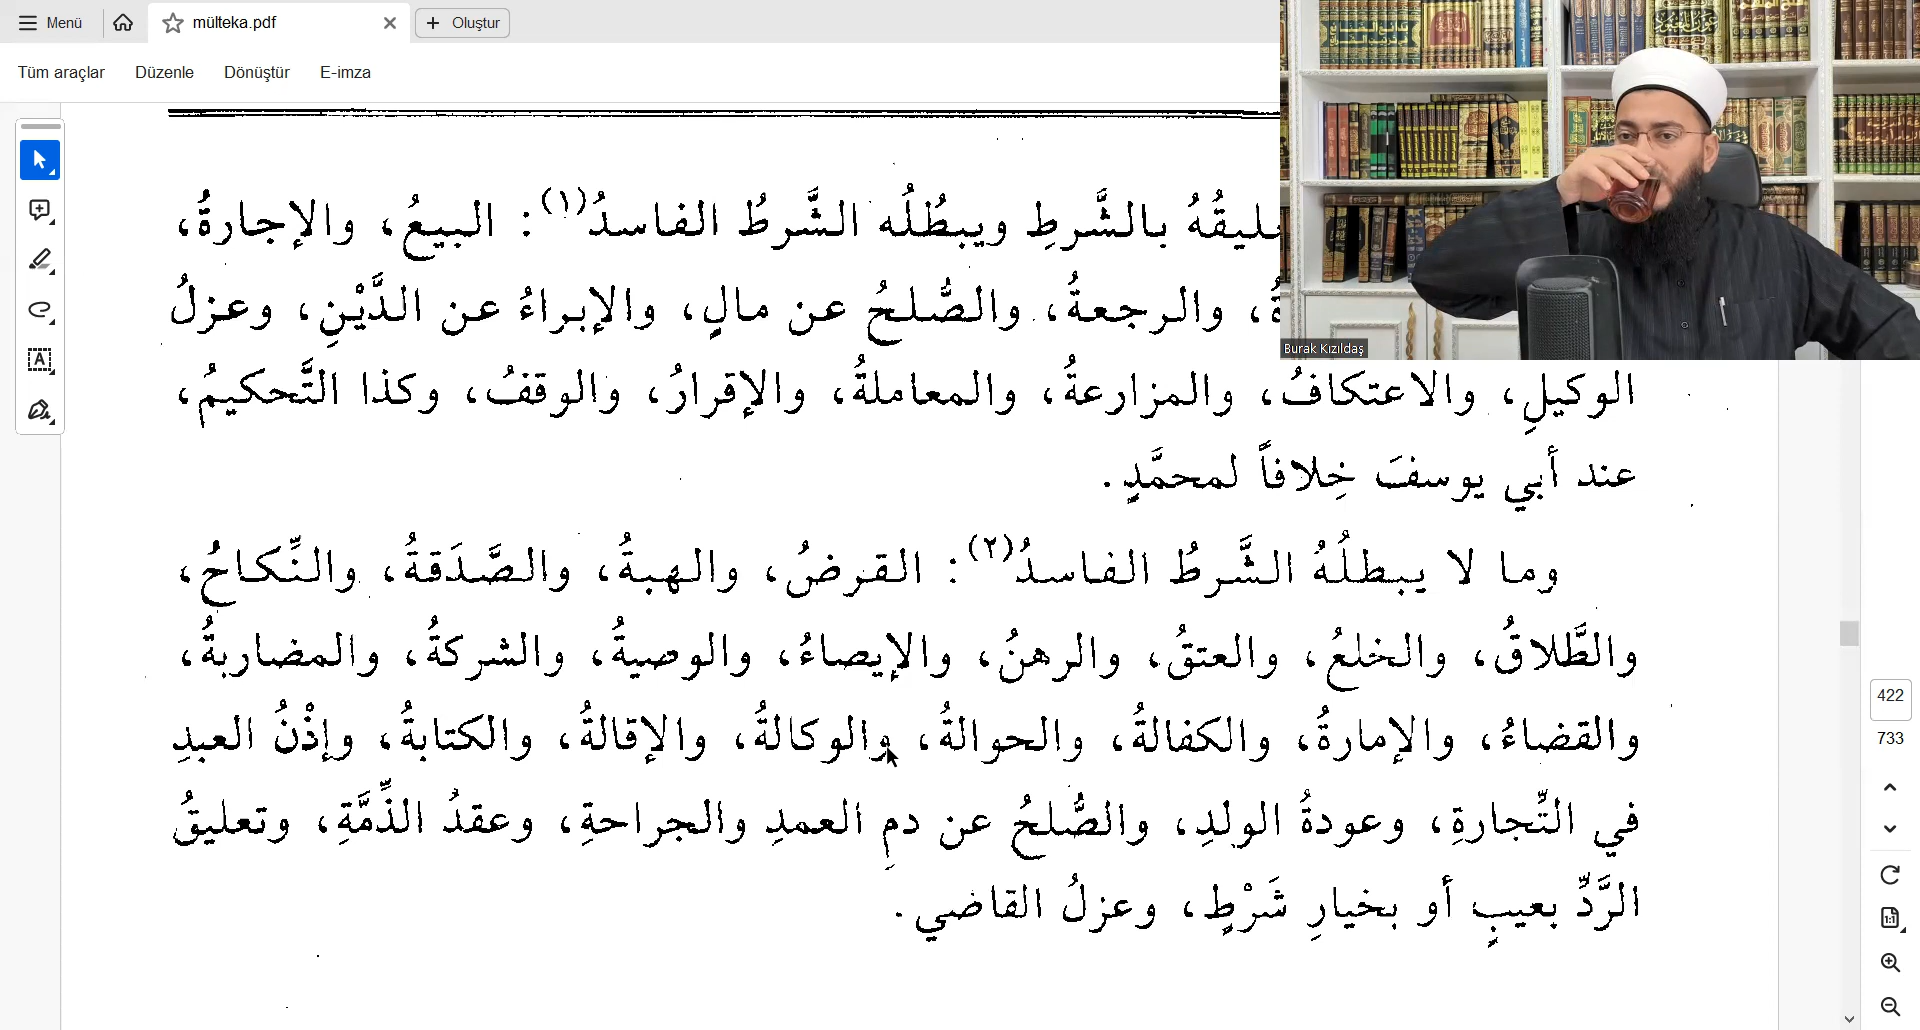 Menü
mülteka.pdf
Oluştur
Tüm araçlar
Düzenle
Dönüştür
E-imza
بالشَّرطِ ويبطُلُه الشَّرطُ الفاسدُ(١): البيعُ، والإجارةُ،
والرجعةُ، والصُّلحُ عن مالٍ، والإبراءُ عن الدَّيْنِ، وعزلُ
الوكيلِ، والاعتكافُ، والمزارعةُ، والمعاملةُ، والإقرارُ، والوقفُ، وكذا التَّحكيمُ،
عند أبي يوسفَ خِلافاً لمحمَّدٍ.
وما لا يبطلُهُ الشَّرطُ الفاسدُ(٢): القرضُ، والهبةُ، والصَّدَقةُ، والنِّكاحُ،
والطَّلاقُ، والخلعُ، والعتقُ، والرهنُ، والإيصاءُ، والوصيةُ، والشركةُ، والمضاربةُ،
والقضاءُ، والإمارةُ، والكفالةُ، والحوالةُ، والوكالةُ، والإقالةُ، والكتابةُ، وإذْنُ العبدِ
في التِّجارةِ، وعودةُ الولدِ، والصُّلحُ عن دمِ العمدِ والجراحةِ، وعقدُ الذِّمَّةِ، وتعليقُ
الرَّدِّ بعيبٍ أو بخيارِ شَرْطٍ، وعزلُ القاضي.
Burak Kızıldaş
422
733